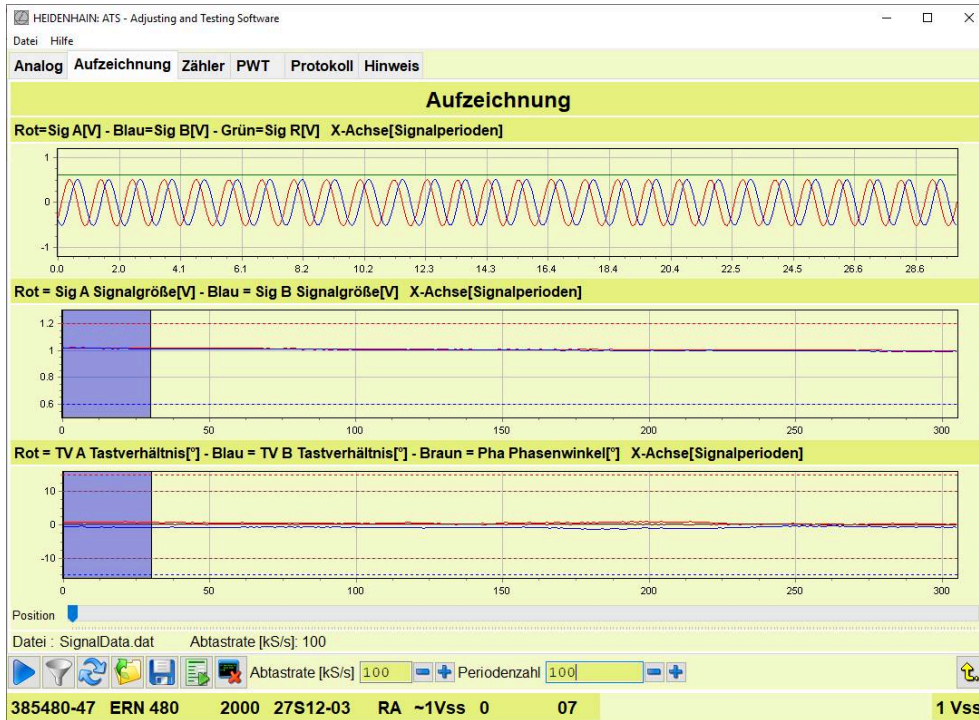 HEIDENHAIN: ATS - Adjusting and Testing Software
Datei Hilfe
Analog Aufzeichnung Zähler PWT Protokoll Hinweis
Aufzeichnung
Rot=Sig A[V] - Blau=Sig B[V] - Grün=Sig R[V] X-Achse[Signalperioden]
1
0
-1
0.0 2.0 4.1 6.1 8.2 10.2 12.3 14.3 16.4 18.4 20.4 22.5 24.5 26.6 28.6
Rot = Sig A Signalgröße[V] - Blau = Sig B Signalgröße[V] X-Achse[Signalperioden]
1.2
1
0.8
0.6
0 50 100 150 200 250 300
Rot = TV A Tastverhältnis[°] - Blau = TV B Tastverhältnis[°] - Braun = Pha Phasenwinkel[°] X-Achse[Signalperioden]
10
0
-10
0 50 100 150 200 250 300
Position
Datei : SignalData.dat Abtastrate [kS/s]: 100
Abtastrate [kS/s] 100 Periodenzahl 100
385480-47 ERN 480 2000 27S12-03 RA ~1Vss 0 07 1 Vss